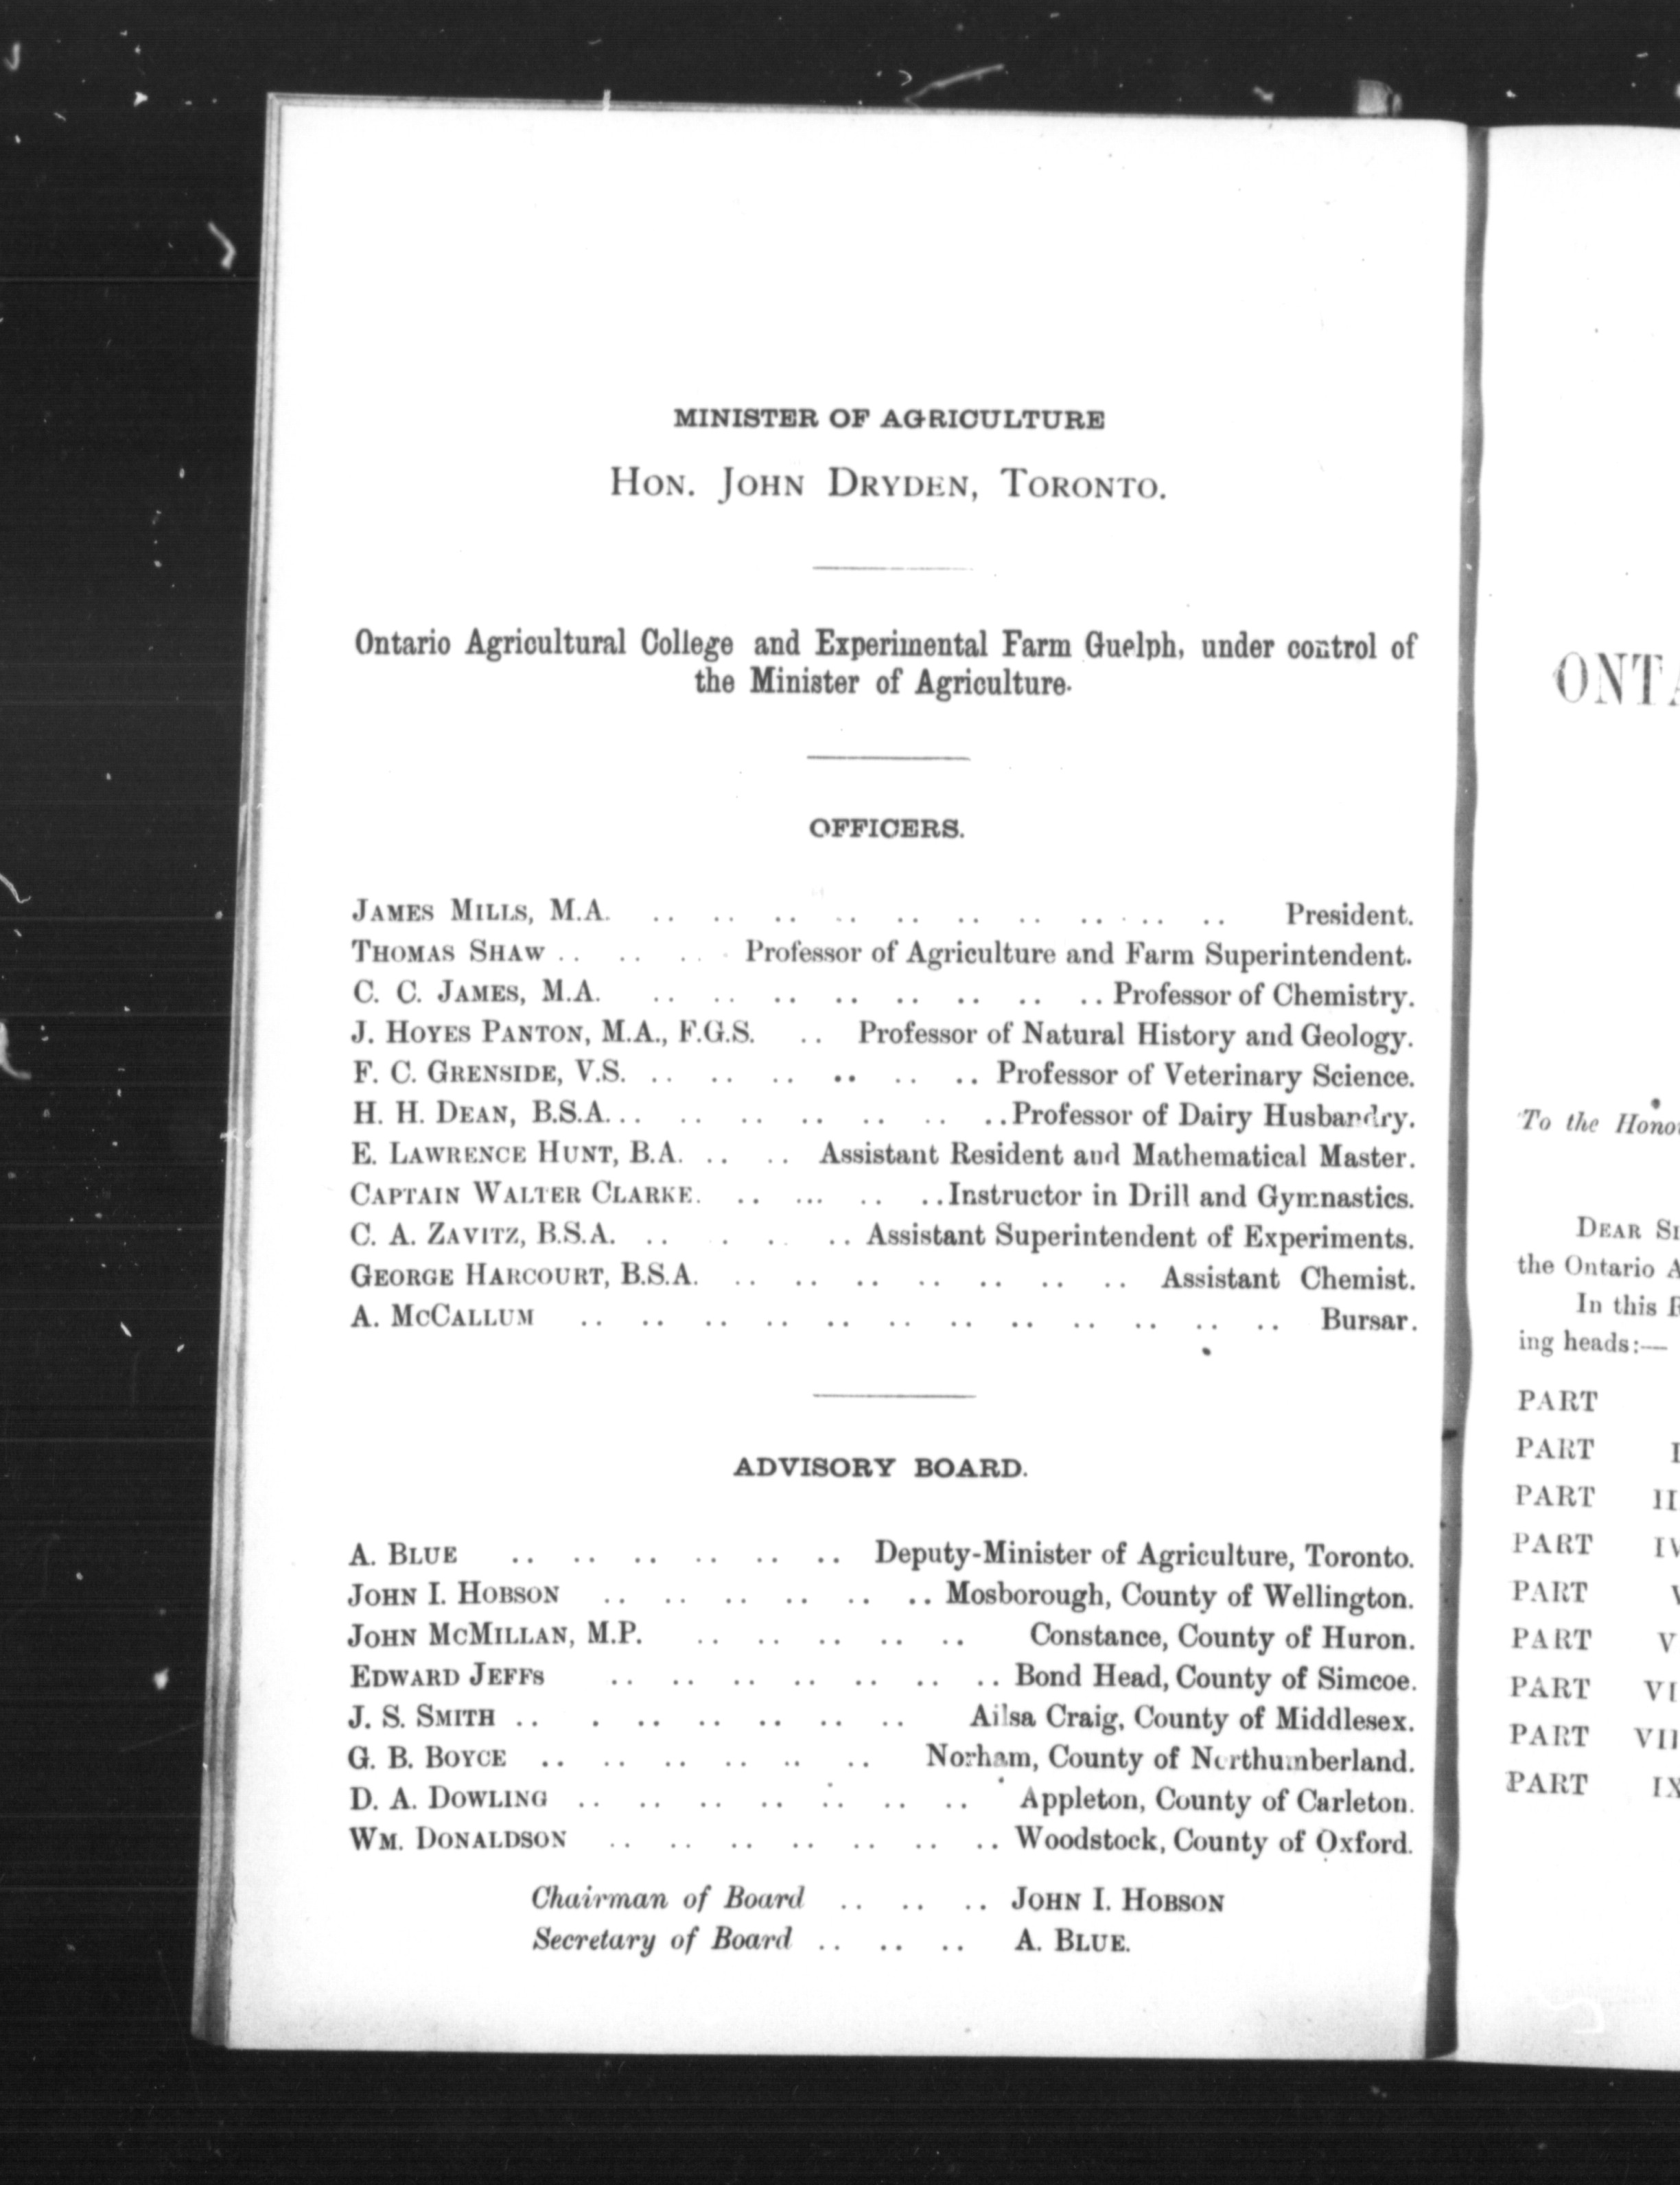 MINISTER OF AGRICULTURE
HON. JOHN DRYDEN, TORONTO.
Ontario Agricultural College and Experimental Farm Guelph, under control of
the Minister of Agriculture.
OFFICERS.
JAMES MILLS, M.A. .. .. .. .. .. .. .. .. .. .. President.
THOMAS SHAW .. .. .. Professor of Agriculture and Farm Superintendent.
C. C. JAMES, M.A. .. .. .. .. .. .. .. .. Professor of Chemistry.
J. HOYES PANTON, M.A., F.G.S. .. Professor of Natural History and Geology.
F. C. GRENSIDE, V.S. .. .. .. .. .. .. Professor of Veterinary Science.
H. H. DEAN, B.S.A. .. .. .. .. .. .. .. Professor of Dairy Husbandry.
E. LAWRENCE HUNT, B.A. .. .. Assistant Resident and Mathematical Master.
CAPTAIN WALTER CLARKE. .. ... .. .. Instructor in Drill and Gymnastics.
C. A. ZAVITZ, B.S.A. .. . . .. Assistant Superintendent of Experiments.
GEORGE HARCOURT, B.S.A. .. .. .. .. .. .. .. Assistant Chemist.
A. MCCALLUM .. .. .. .. .. .. .. .. .. .. .. .. Bursar.
ADVISORY BOARD.
A. BLUE .. .. .. .. .. .. Deputy-Minister of Agriculture, Toronto.
JOHN I. HOBSON .. .. .. .. .. .. Mosborough, County of Wellington.
JOHN MCMILLAN, M.P. .. .. .. .. .. Constance, County of Huron.
EDWARD JEFFS .. .. .. .. .. .. .. Bond Head, County of Simcoe.
J. S. SMITH .. . .. .. .. .. .. Ailsa Craig, County of Middlesex.
G. B. BOYCE .. .. .. .. .. .. Norham, County of Northumberland.
D. A. DOWLING .. .. .. .. .. .. .. Appleton, County of Carleton.
WM. DONALDSON .. .. .. .. .. .. .. Woodstock, County of Oxford.
Chairman of Board .. .. .. JOHN I. HOBSON
Secretary of Board .. .. .. A. BLUE.
ONTA
To the Hono
DEAR SI
the Ontario A
In this R
ing heads:—
PART
PART I
PART II
PART IV
PART V
PART V
PART VI
PART VII
PART IX